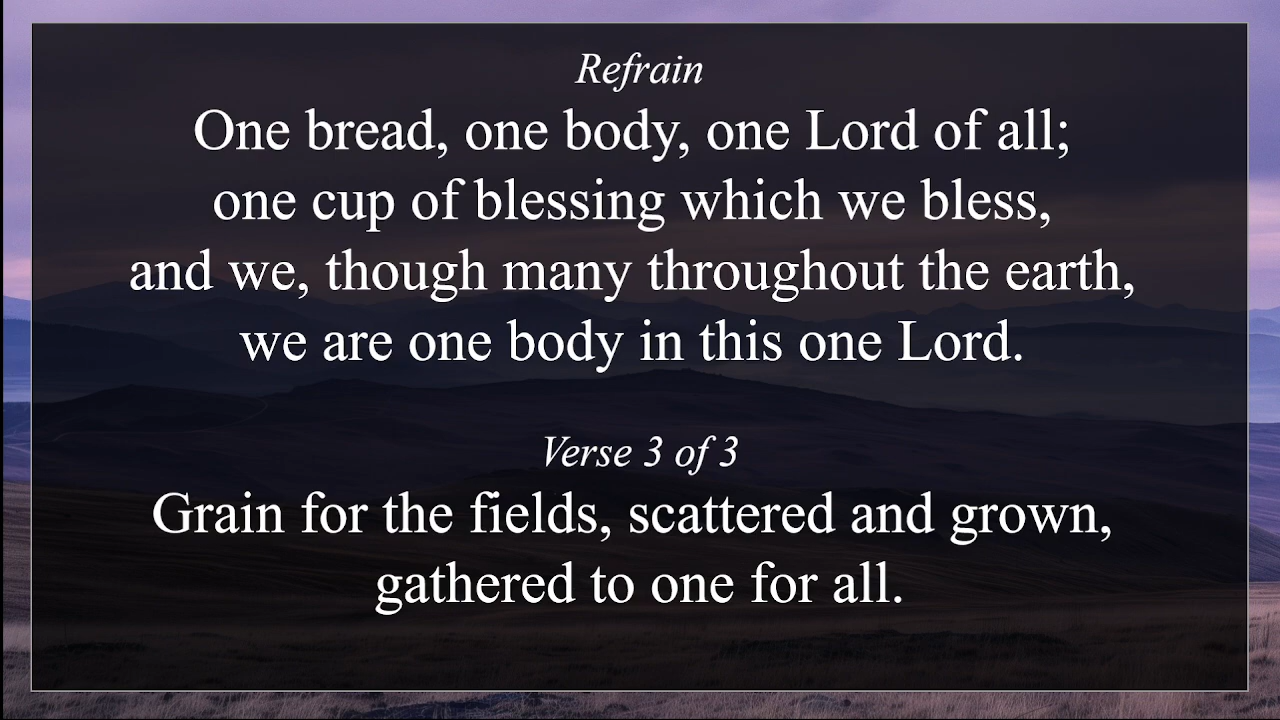 Refrain
One bread, one body, one Lord of all;
one cup of blessing which we bless,
and we, though many throughout the earth,
we are one body in this one Lord.
Verse 3 of 3
Grain for the fields, scattered and grown,
gathered to one for all.